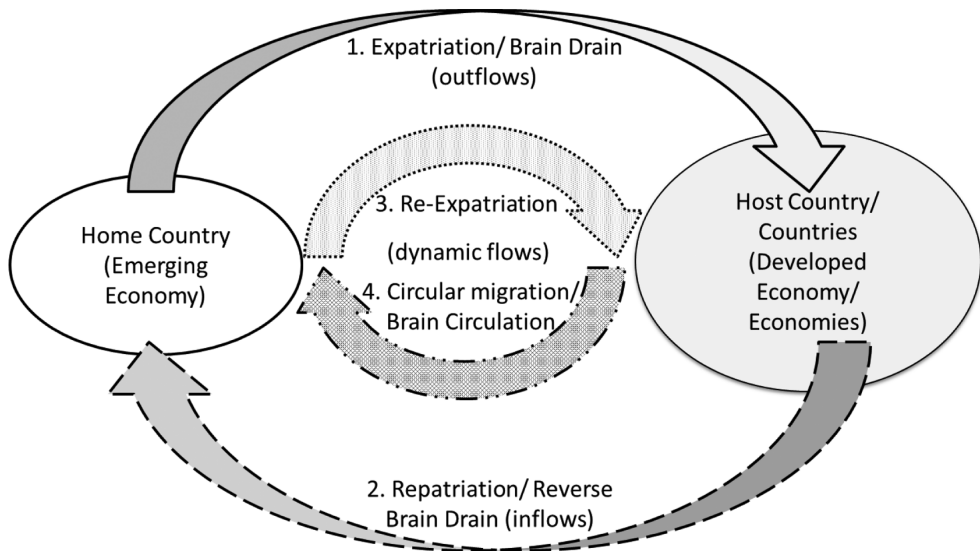 1. Expatriation/ Brain Drain
(outflows)
Home Country
(Emerging
Economy)
3. Re-Expatriation
(dynamic flows)
4. Circular migration/
Brain Circulation
Host Country/
Countries
(Developed
Economy/
Economies)
2. Repatriation/ Reverse
Brain Drain (inflows)